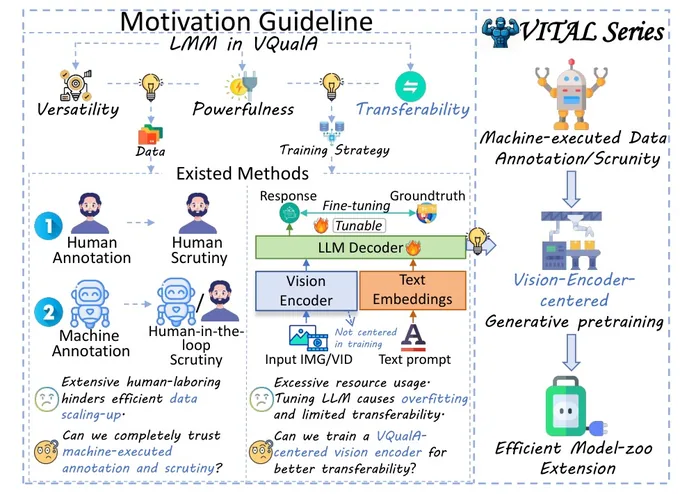 Motivation Guideline
LMM in VQualA
Versatility
Powerfulness
Transferability
Data
Training Strategy
Existed Methods
1
Human
Annotation
Human
Scrutiny
2
Machine
Annotation
/
Human-in-the-
loop
Scrutiny
Extensive human-laboring
hinders efficient data
scaling-up.
Can we completely trust
machine-executed
annotation and scrutiny?
Response
Fine-tuning
Groundtruth
Tunable
LLM Decoder
Vision
Encoder
Text
Embeddings
Not centered
in training
Input IMG/VID
A
Text prompt
Excessive resource usage.
Tuning LLM causes overfitting
and limited transferability.
Can we train a VQualA-
centered vision encoder for
better transferability?
VITAL Series
Machine-executed Data
Annotation/Scrunity
Vision-Encoder-
centered
Generative pretraining
Efficient Model-zoo
Extension